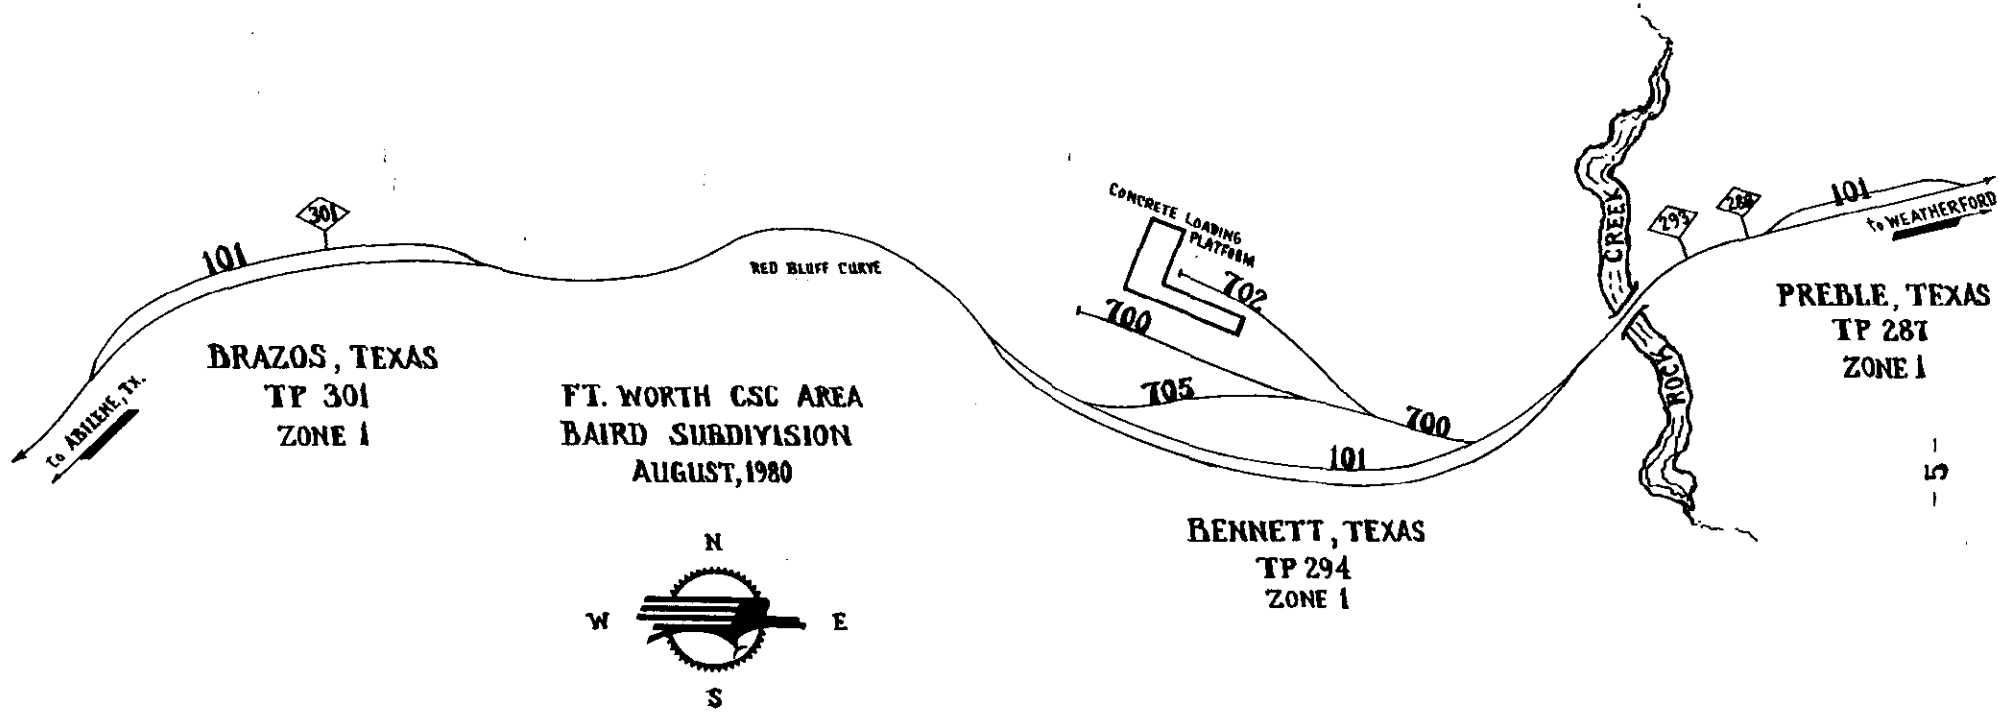 301
101
BRAZOS, TEXAS
TP 301
ZONE 1
to ABILENE, TX.
FT. WORTH CSC AREA
BAIRD SUBDIVISION
AUGUST, 1980
RED BLUFF CURVE
CONCRETE LOADING
PLATFORM
702
700
705
700
101
BENNETT, TEXAS
TP 294
ZONE 1
ROCK CREEK
293
101
to WEATHERFORD
PREBLE, TEXAS
TP 287
ZONE 1
-5-
N
W
E
S